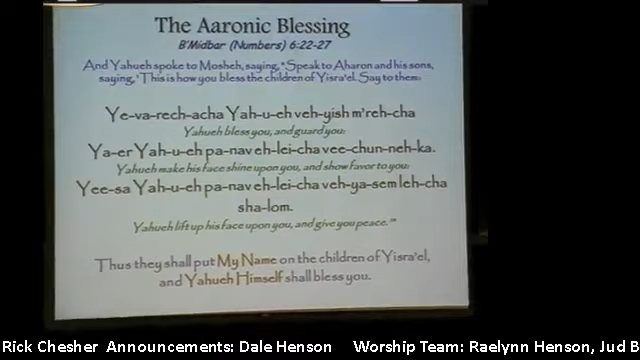 The Aaronic Blessing
B'Midbar (Numbers) 6:22-27
And Yahueh spoke to Mosheh, saying, "Speak to Aharon and his sons,
saying, 'This is how you bless the children of Yisra'el. Say to them:
Ye-va-rech-acha Yah-u-eh veh-yish m'reh-cha
Yahueh bless you, and guard you;
Ya-er Yah-u-eh pa-nav eh-lei-cha vee-chun-neh-ka.
Yahueh make his face shine upon you, and show favor to you;
Yee-sa Yah-u-eh pa-nav eh-lei-cha veh-ya-sem leh-cha
sha-lom.
Yahueh lift up his face upon you, and give you peace.'"
Thus they shall put My Name on the children of Yisra'el,
and Yahueh Himself shall bless you.
Rick Chesher Announcements: Dale Henson Worship Team: Raelynn Henson, Jud B